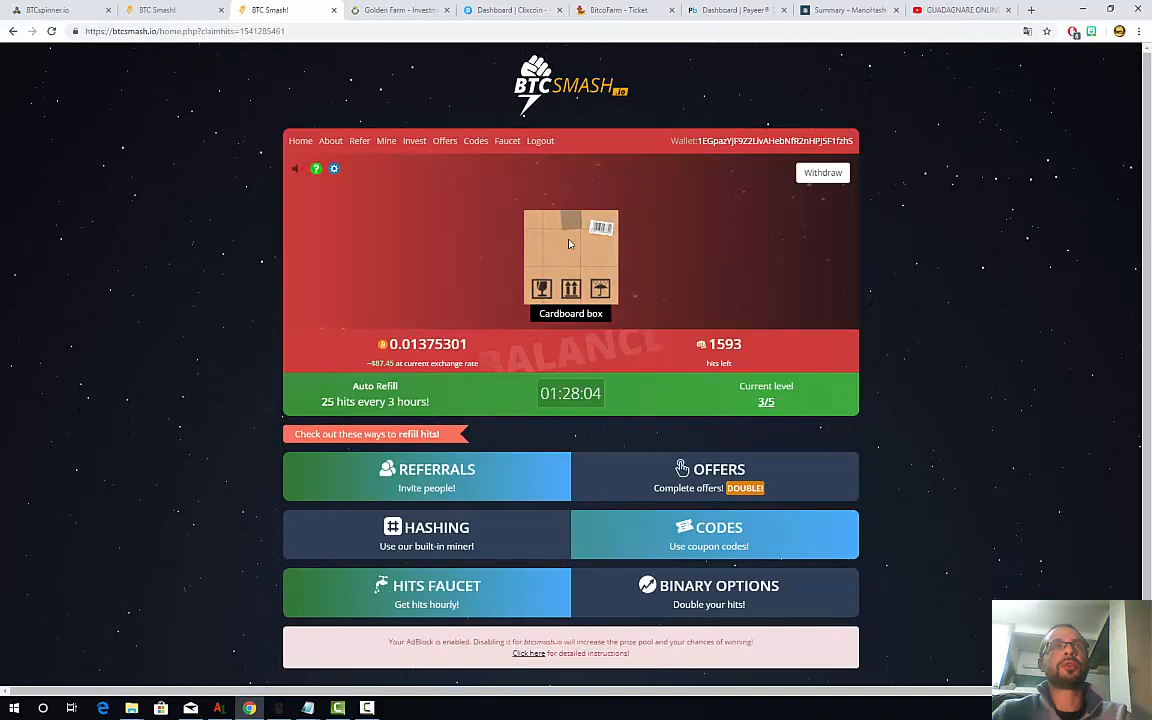 BTCspinner.io
BTC Smash!
BTC Smash!
Golden Farm - Investm
Dashboard | Clixcoin -
BitcoFarm - Ticket
Dashboard | Payeer®
Summary - ManoHash
GUADAGNARE ONLIN
https://btcsmash.io/home.php?claimhits=1541285461
BTCSMASH.io
Home About Refer Mine Invest Offers Codes Faucet Logout
Wallet:1EGpazYjF9Z2LivAHebNfR2nHPJ5F1fzhS
Withdraw
Cardboard box
BALANCE
0.01375301
1593
~$87.45 at current exchange rate
hits left
Auto Refill
25 hits every 3 hours!
01:28:04
Current level
3/5
Check out these ways to refill hits!
REFERRALS
Invite people!
OFFERS
Complete offers! DOUBLE!
HASHING
Use our built-in miner!
CODES
Use coupon codes!
HITS FAUCET
Get hits hourly!
BINARY OPTIONS
Double your hits!
Your AdBlock is enabled. Disabling it for btcsmash.io will increase the prize pool and your chances of winning!
Click here for detailed instructions!